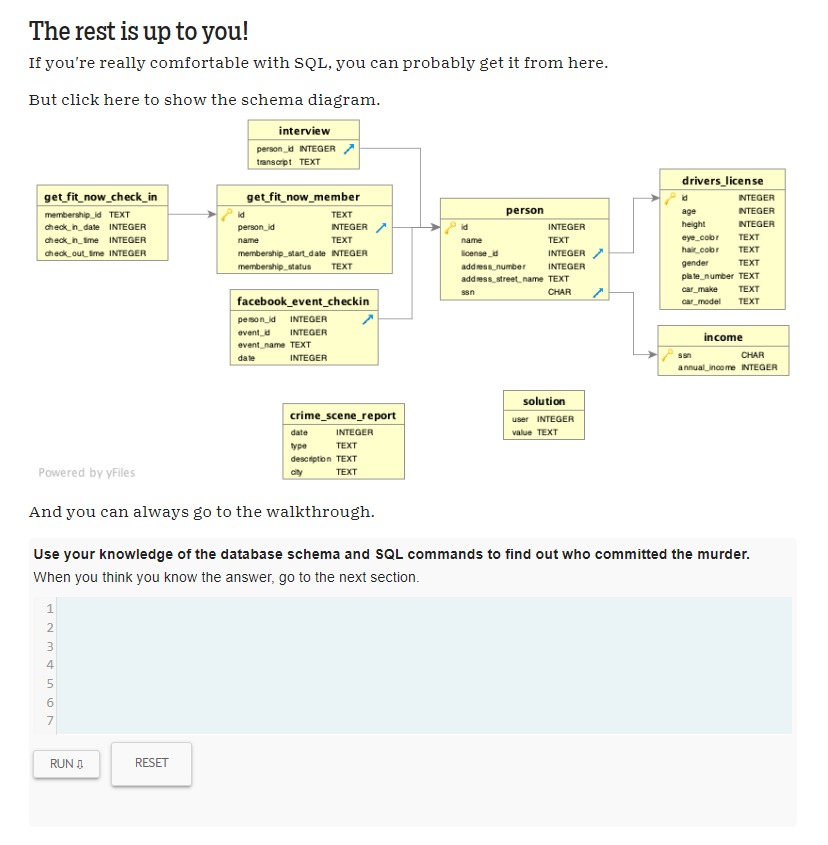 The rest is up to you!
If you're really comfortable with SQL, you can probably get it from here.
But click here to show the schema diagram.
interview
person_id INTEGER
transcript TEXT
get_fit_now_check_in
membership_id TEXT
check_in_date INTEGER
check_in_time INTEGER
check_out_time INTEGER
get_fit_now_member
id TEXT
person_id INTEGER
name TEXT
membership_start_date INTEGER
membership_status TEXT
facebook_event_checkin
person_id INTEGER
event_id INTEGER
event_name TEXT
date INTEGER
person
id INTEGER
name TEXT
license_id INTEGER
address_number INTEGER
address_street_name TEXT
ssn CHAR
drivers_license
id INTEGER
age INTEGER
height INTEGER
eye_color TEXT
hair_color TEXT
gender TEXT
plate_number TEXT
car_make TEXT
car_model TEXT
income
ssn CHAR
annual_income INTEGER
crime_scene_report
date INTEGER
type TEXT
description TEXT
city TEXT
solution
user INTEGER
value TEXT
Powered by yFiles
And you can always go to the walkthrough.
Use your knowledge of the database schema and SQL commands to find out who committed the murder.
When you think you know the answer, go to the next section.
1
2
3
4
5
6
7
RUN ⇩
RESET